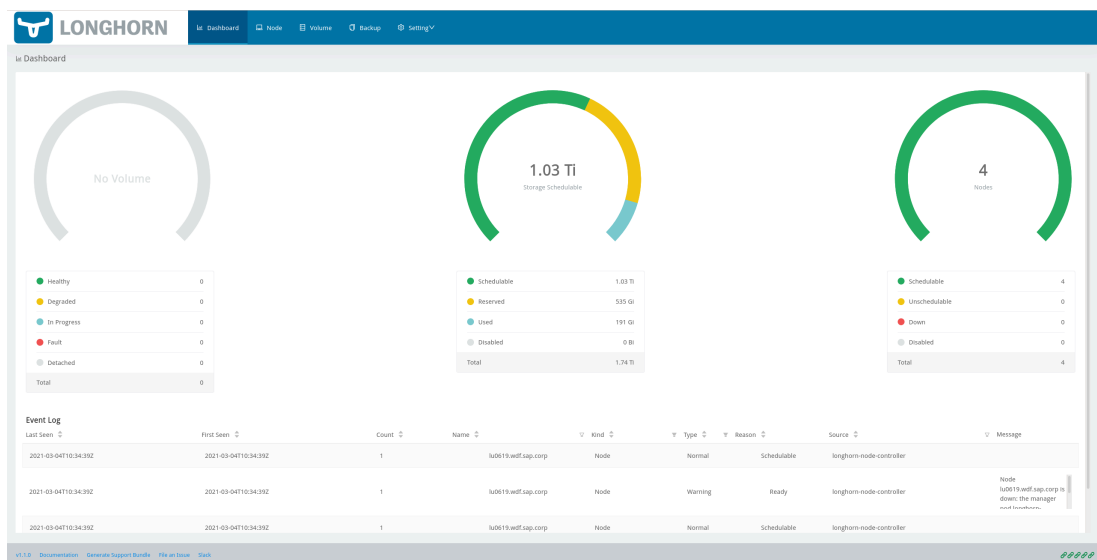 LONGHORN
Dashboard Node Volume Backup Setting
Dashboard
No Volume
1.03 Ti
Storage Schedulable
4
Nodes
Healthy 0
Degraded 0
In Progress 0
Fault 0
Detached 0
Total 0
Schedulable 1.03 Ti
Reserved 535 Gi
Used 191 Gi
Disabled 0 Bi
Total 1.74 Ti
Schedulable 4
Unschedulable 0
Down 0
Disabled 0
Total 4
Event Log
Last Seen First Seen Count Name Kind Type Reason Source Message
2021-03-04T10:34:39Z 2021-03-04T10:34:39Z 1 lu0619.wdf.sap.corp Node Normal Schedulable longhorn-node-controller
2021-03-04T10:34:39Z 2021-03-04T10:34:39Z 1 lu0619.wdf.sap.corp Node Warning Ready longhorn-node-controller
Node
lu0619.wdf.sap.corp is
down: the manager
pod longhorn-
2021-03-04T10:34:39Z 2021-03-04T10:34:39Z 1 lu0619.wdf.sap.corp Node Normal Schedulable longhorn-node-controller
v1.1.0 Documentation Generate Support Bundle File an Issue Slack